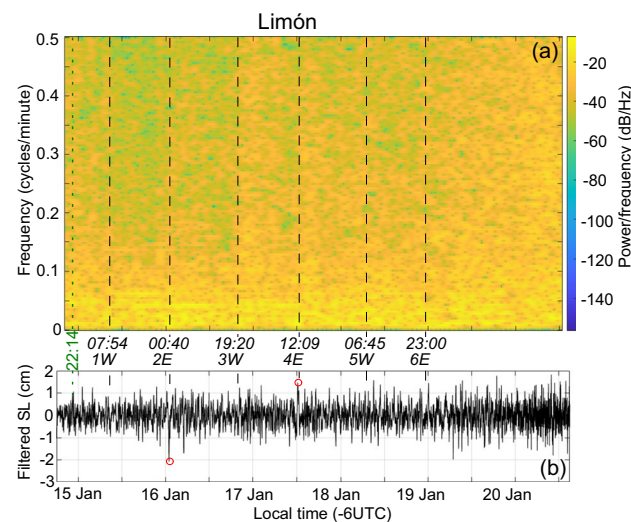 Limón
(a)
0.5
0.4
0.3
0.2
0.1
0
Frequency (cycles/minute)
-20
-40
-60
-80
-100
-120
-140
Power/frequency (dB/Hz)
22:14
07:54 00:40 19:20 12:09 06:45 23:00
1W 2E 3W 4E 5W 6E
2
1
0
-1
-2
-3
Filtered SL (cm)
(b)
15 Jan 16 Jan 17 Jan 18 Jan 19 Jan 20 Jan
Local time (-6UTC)